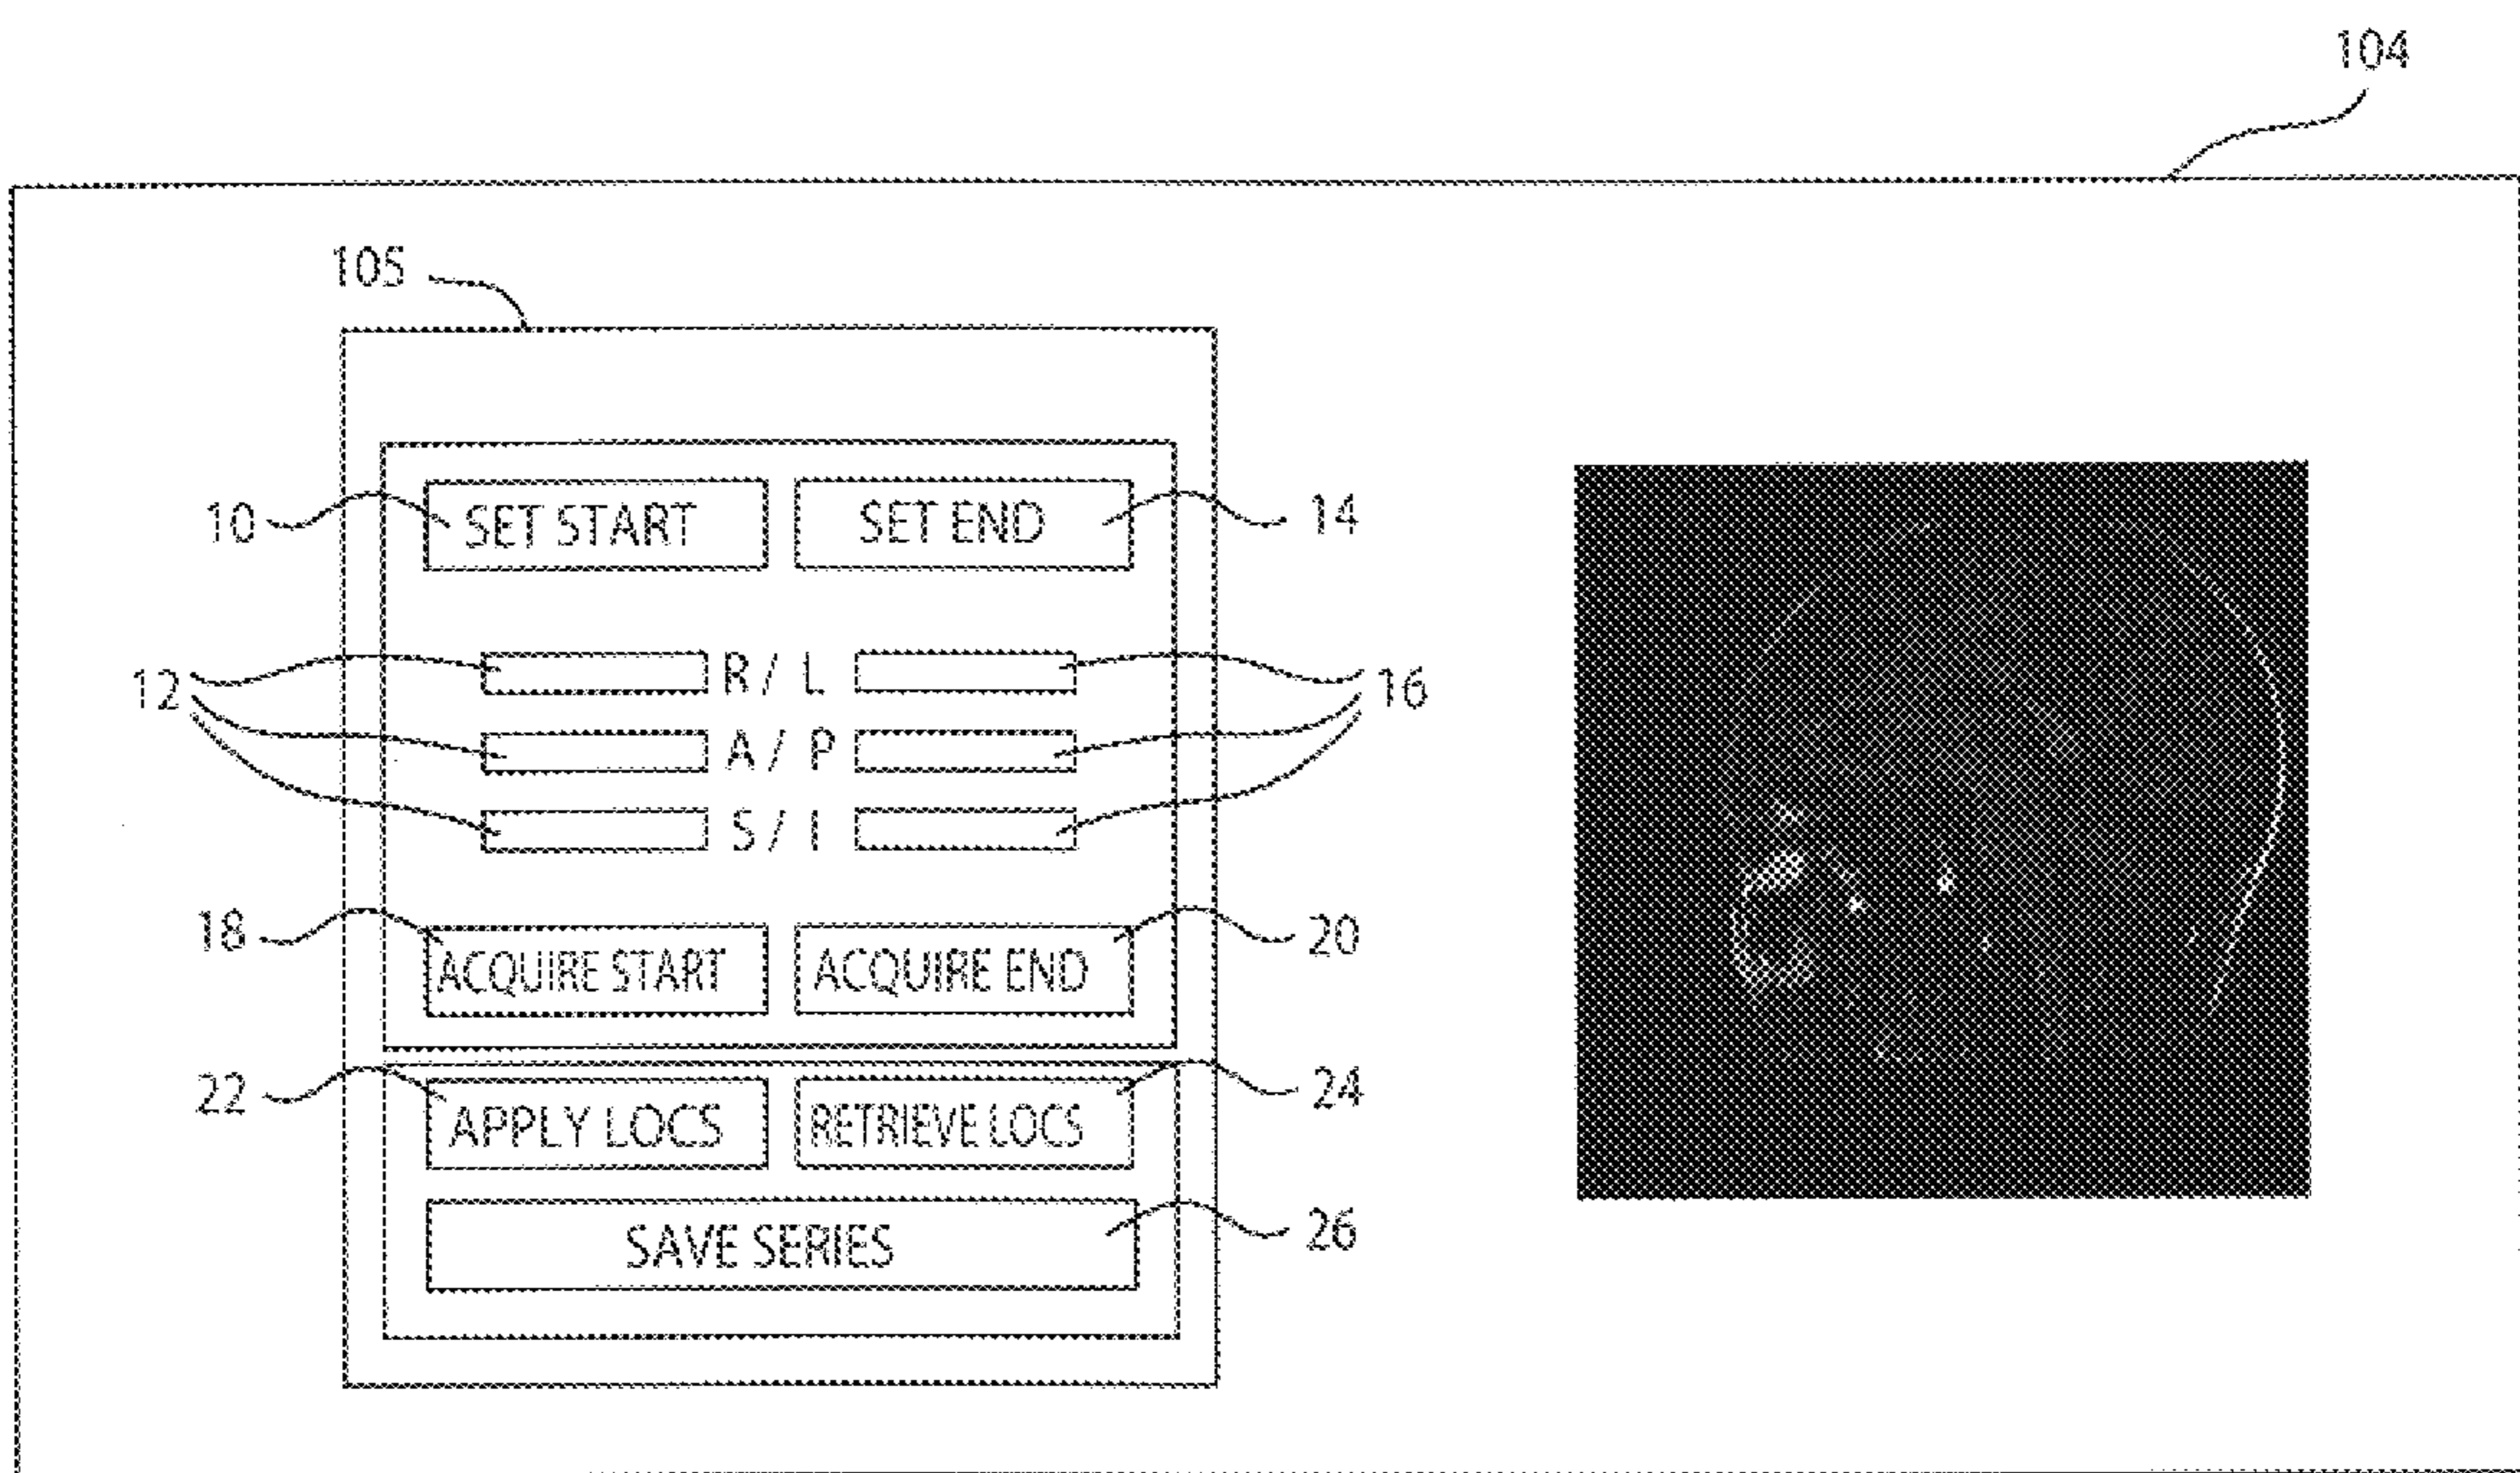 104
105
10 SET START SET END 14
R / L
12 A / P 16
S / I
18 ACQUIRE START ACQUIRE END 20
22 APPLY LOCS RETRIEVE LOCS 24
SAVE SERIES 26